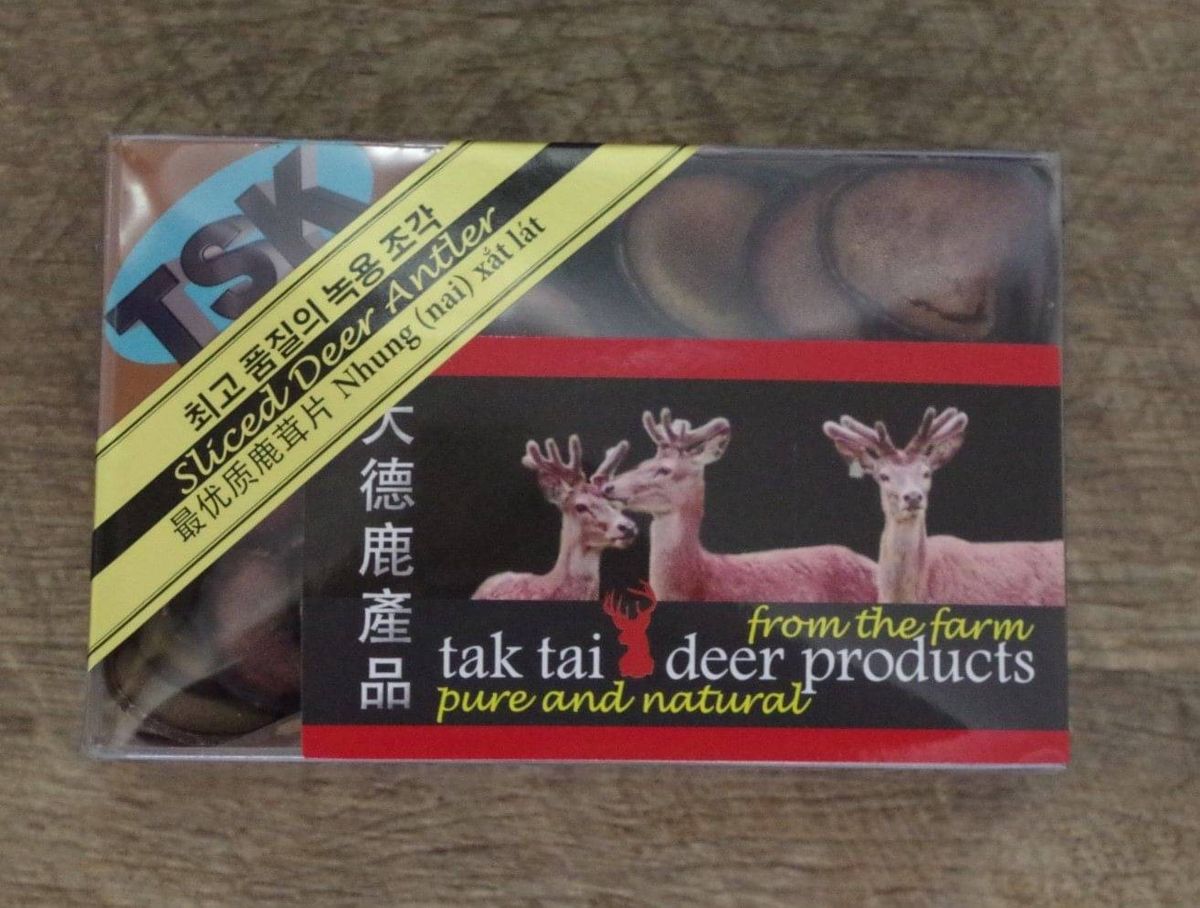 TSK
최고 품질의 녹용 조각
Sliced Deer Antler
最优质鹿茸片 Nhung (nai) xắt lát
大德鹿產品
from the farm
tak tai deer products
pure and natural